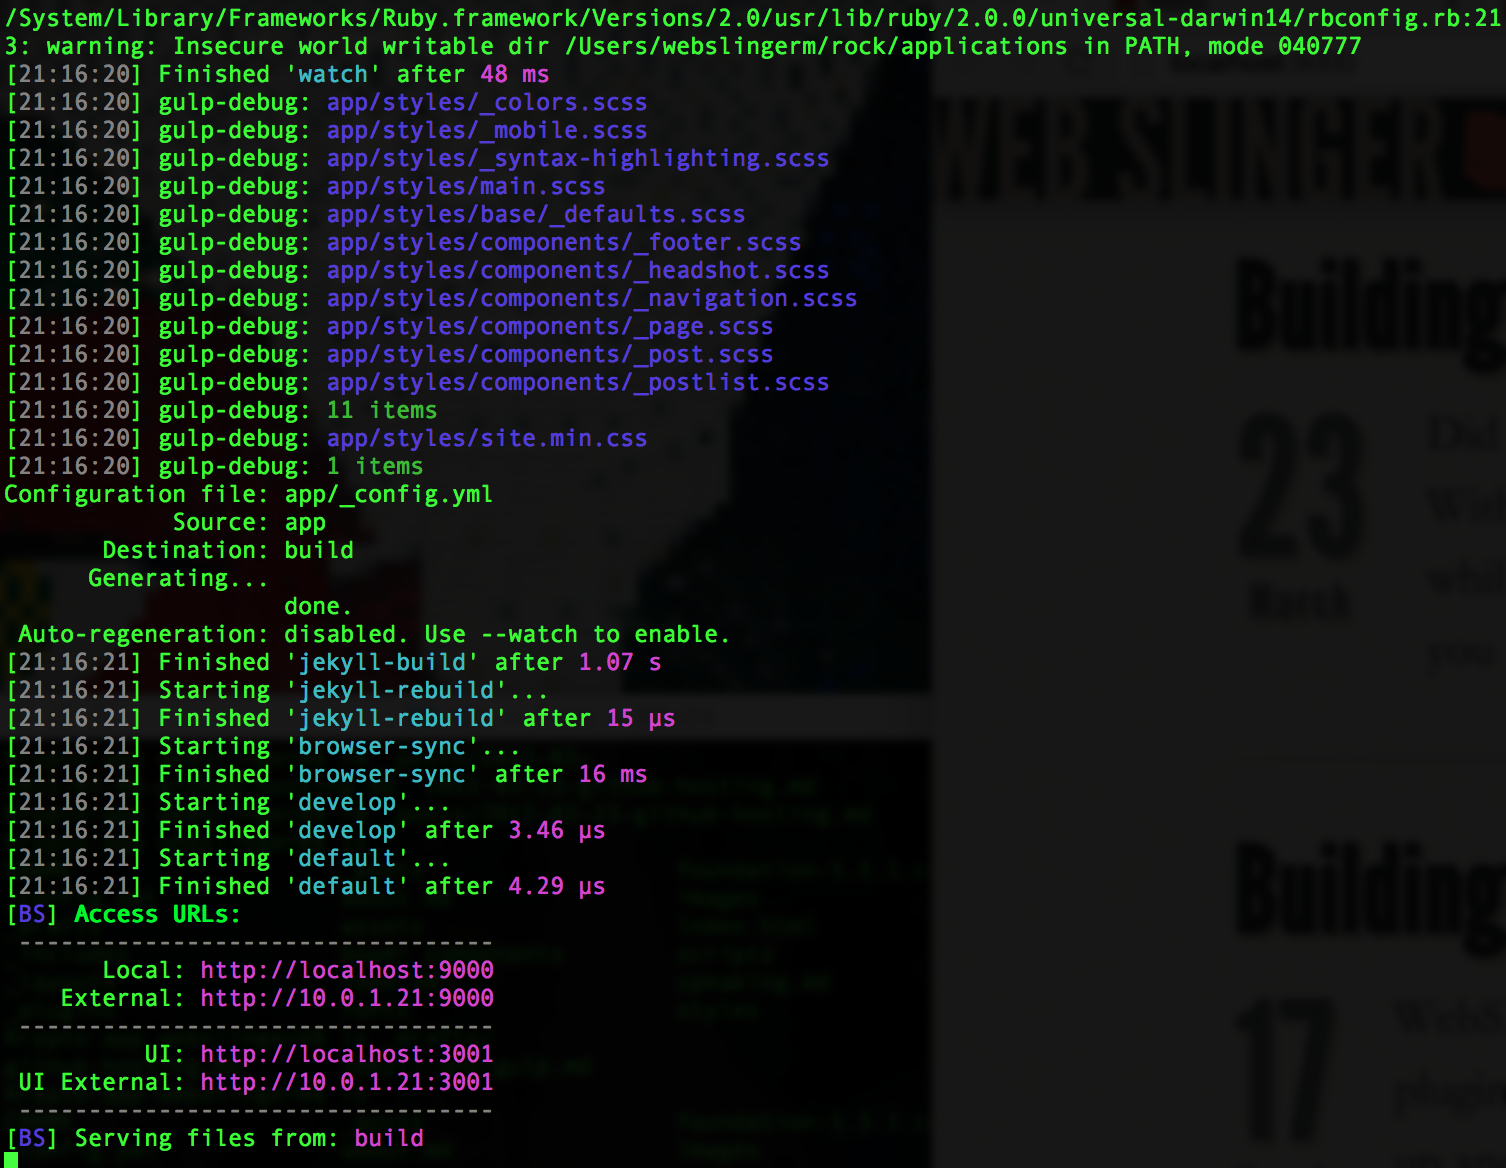 /System/Library/Frameworks/Ruby.framework/Versions/2.0/usr/lib/ruby/2.0.0/universal-darwin14/rbconfig.rb:21
3: warning: Insecure world writable dir /Users/webslingerm/rock/applications in PATH, mode 040777
[21:16:20] Finished 'watch' after 48 ms
[21:16:20] gulp-debug: app/styles/_colors.scss
[21:16:20] gulp-debug: app/styles/_mobile.scss
[21:16:20] gulp-debug: app/styles/_syntax-highlighting.scss
[21:16:20] gulp-debug: app/styles/main.scss
[21:16:20] gulp-debug: app/styles/base/_defaults.scss
[21:16:20] gulp-debug: app/styles/components/_footer.scss
[21:16:20] gulp-debug: app/styles/components/_headshot.scss
[21:16:20] gulp-debug: app/styles/components/_navigation.scss
[21:16:20] gulp-debug: app/styles/components/_page.scss
[21:16:20] gulp-debug: app/styles/components/_post.scss
[21:16:20] gulp-debug: app/styles/components/_postlist.scss
[21:16:20] gulp-debug: 11 items
[21:16:20] gulp-debug: app/styles/site.min.css
[21:16:20] gulp-debug: 1 items
Configuration file: app/_config.yml
Source: app
Destination: build
Generating...
done.
Auto-regeneration: disabled. Use --watch to enable.
[21:16:21] Finished 'jekyll-build' after 1.07 s
[21:16:21] Starting 'jekyll-rebuild'...
[21:16:21] Finished 'jekyll-rebuild' after 15 μs
[21:16:21] Starting 'browser-sync'...
[21:16:21] Finished 'browser-sync' after 16 ms
[21:16:21] Starting 'develop'...
[21:16:21] Finished 'develop' after 3.46 μs
[21:16:21] Starting 'default'...
[21:16:21] Finished 'default' after 4.29 μs
[BS] Access URLs:
----------------------------------
Local: http://localhost:9000
External: http://10.0.1.21:9000
----------------------------------
UI: http://localhost:3001
UI External: http://10.0.1.21:3001
----------------------------------
[BS] Serving files from: build
WEB SLINGER
Building
23
March
Building
17